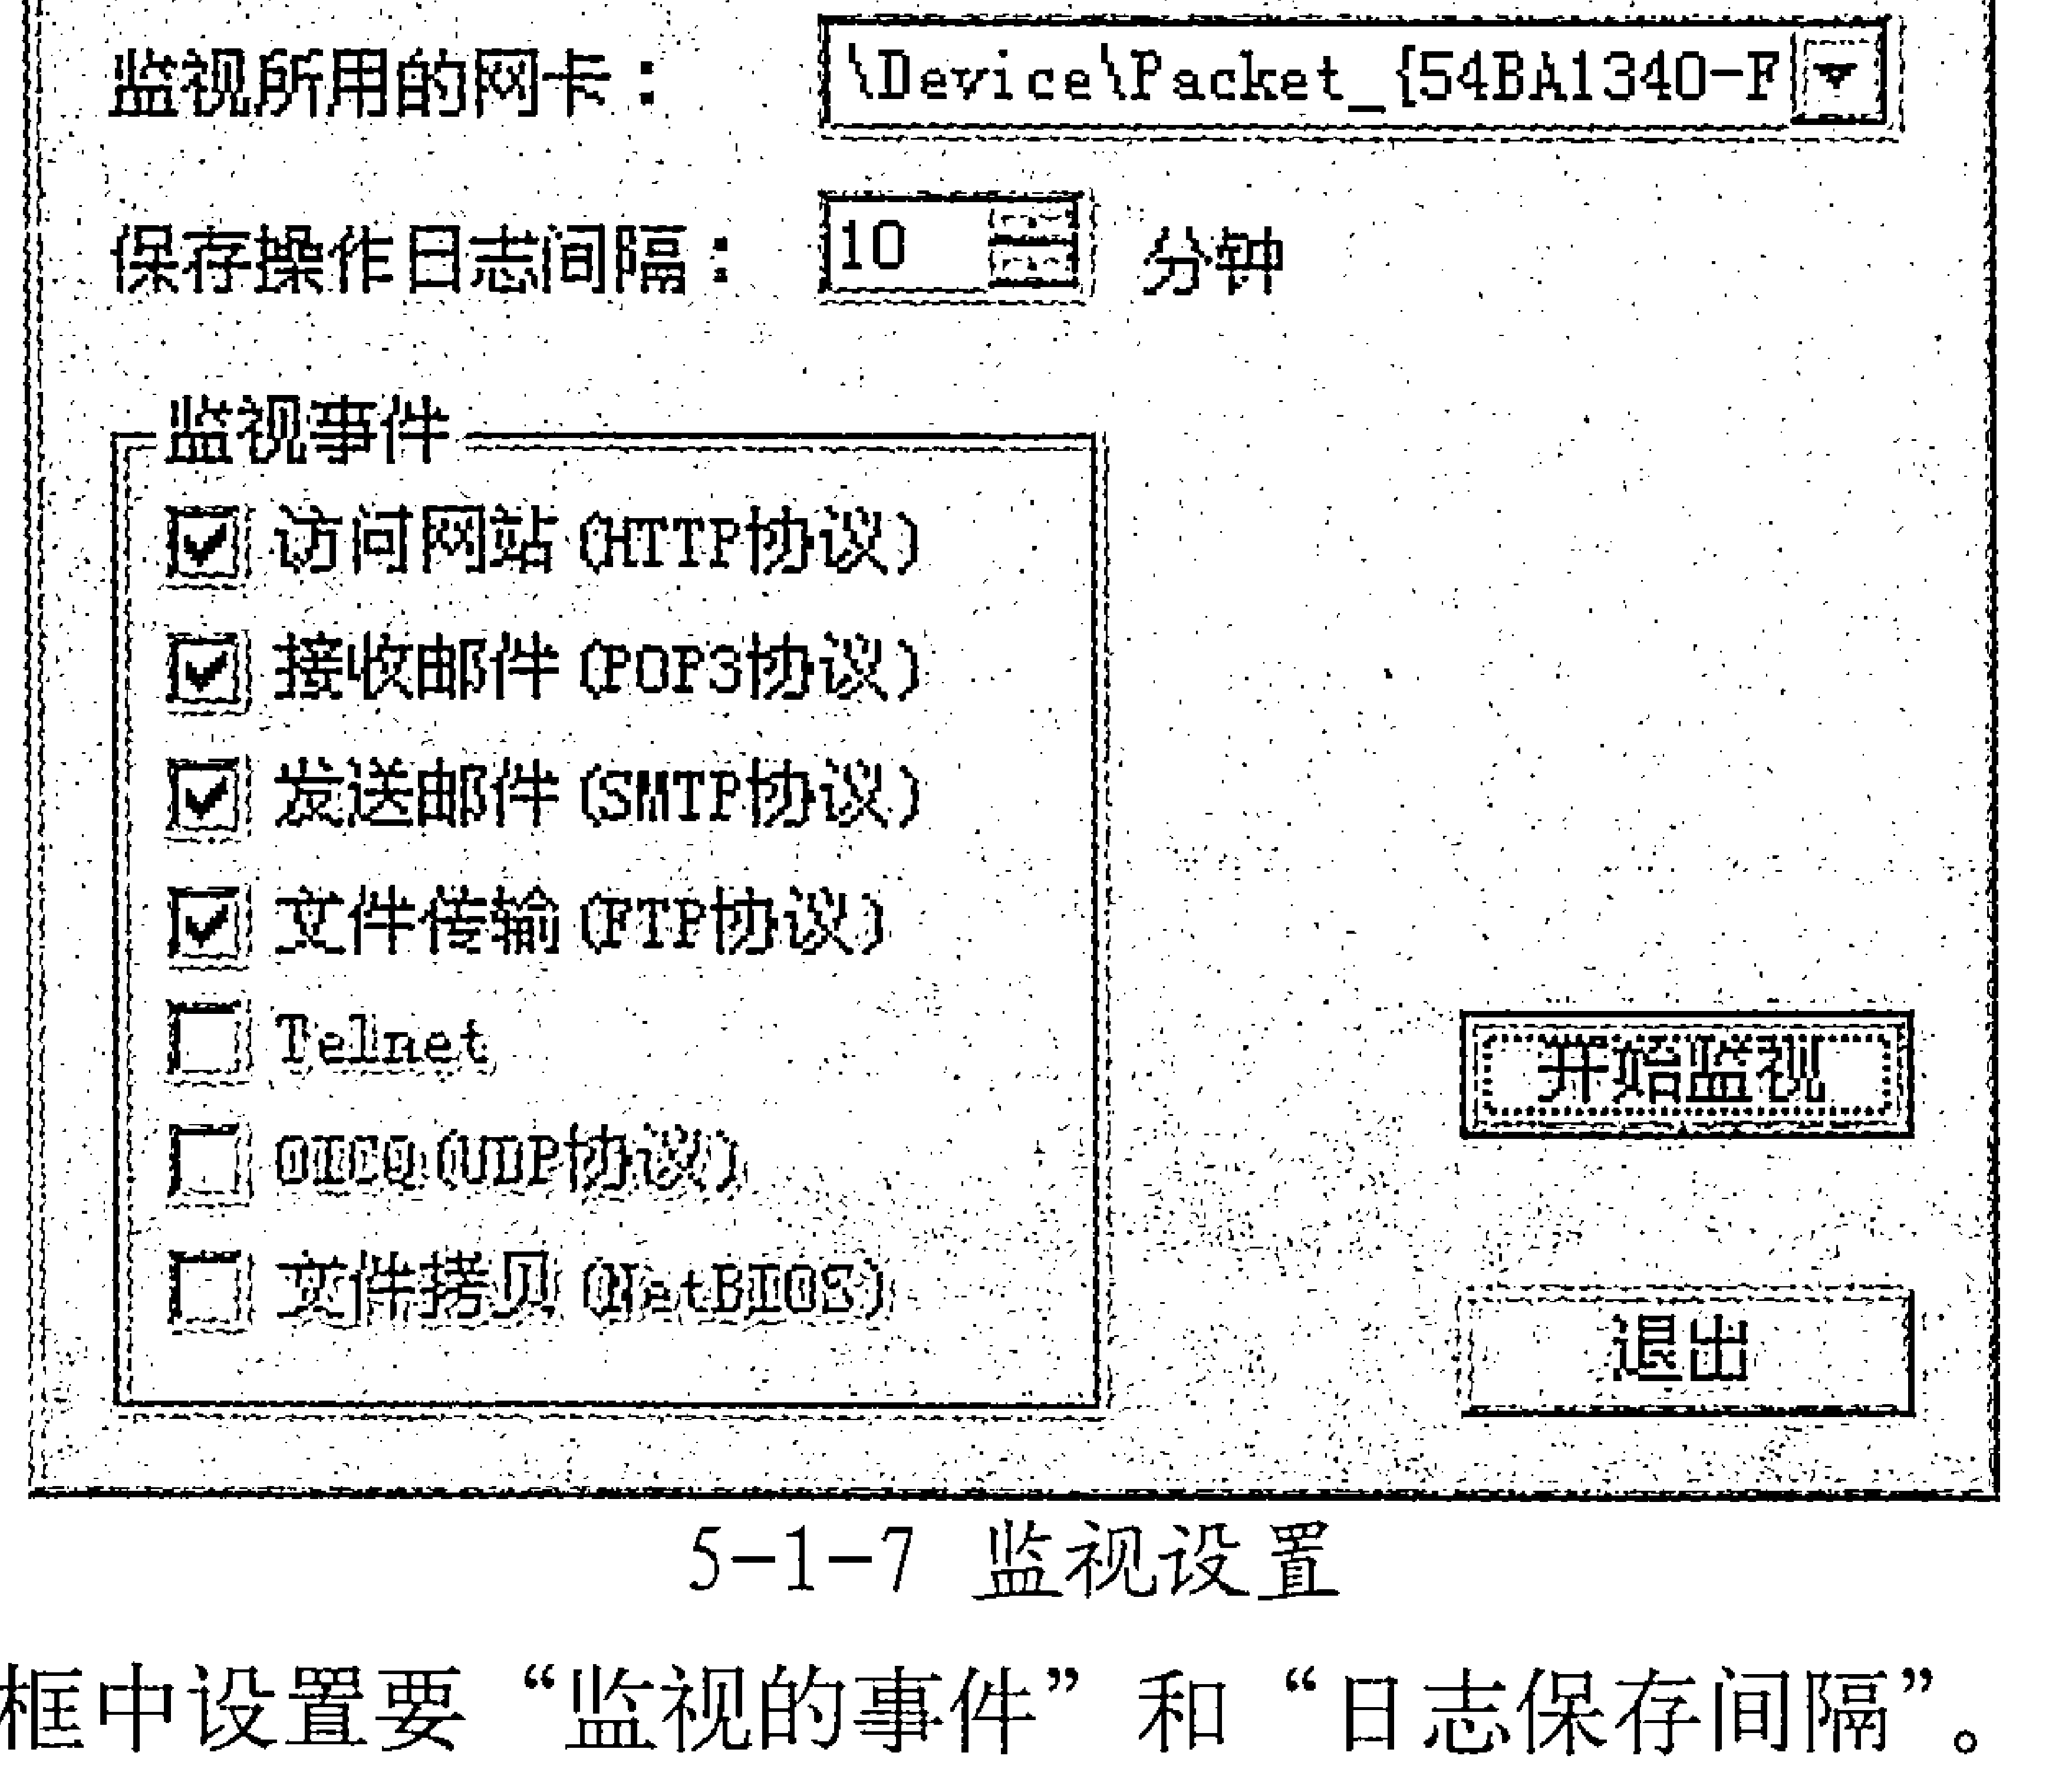 监视所用的网卡： \Device\Packet_{54BA1340-F
保存操作日志间隔： 10 分钟
监视事件
访问网站(HTTP协议)
接收邮件(POP3协议)
发送邮件(SMTP协议)
文件传输(FTP协议)
Telnet
开始监视
OICQ(UDP协议)
文件拷贝(NetBIOS)
退出
5-1-7 监视设置
框中设置要“监视的事件”和“日志保存间隔”。